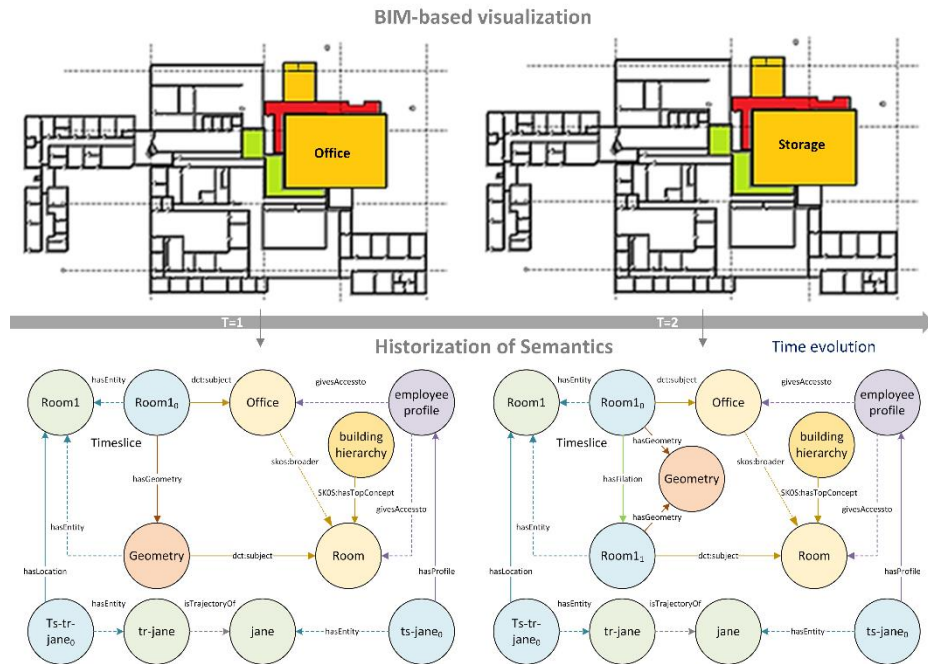 BIM-based visualization
Office
Storage
T=1
T=2
Historization of Semantics
Time evolution
Room1
hasEntity
Room1₀
dct:subject
Office
givesAccessto
employee
profile
Timeslice
building
hierarchy
hasGeometry
skos:broader
SKOS:hasTopConcept
givesAccessto
hasEntity
Geometry
dct:subject
Room
hasLocation
hasProfile
Ts-tr-
jane₀
hasEntity
tr-jane
isTrajectoryOf
jane
hasEntity
ts-jane₀
Room1
hasEntity
Room1₀
dct:subject
Office
givesAccessto
employee
profile
Timeslice
hasGeometry
building
hierarchy
Geometry
skos:broader
hasFilation
SKOS:hasTopConcept
hasGeometry
givesAccessto
hasEntity
Room1₁
dct:subject
Room
hasLocation
hasProfile
Ts-tr-
jane₀
hasEntity
tr-jane
isTrajectoryOf
jane
hasEntity
ts-jane₀